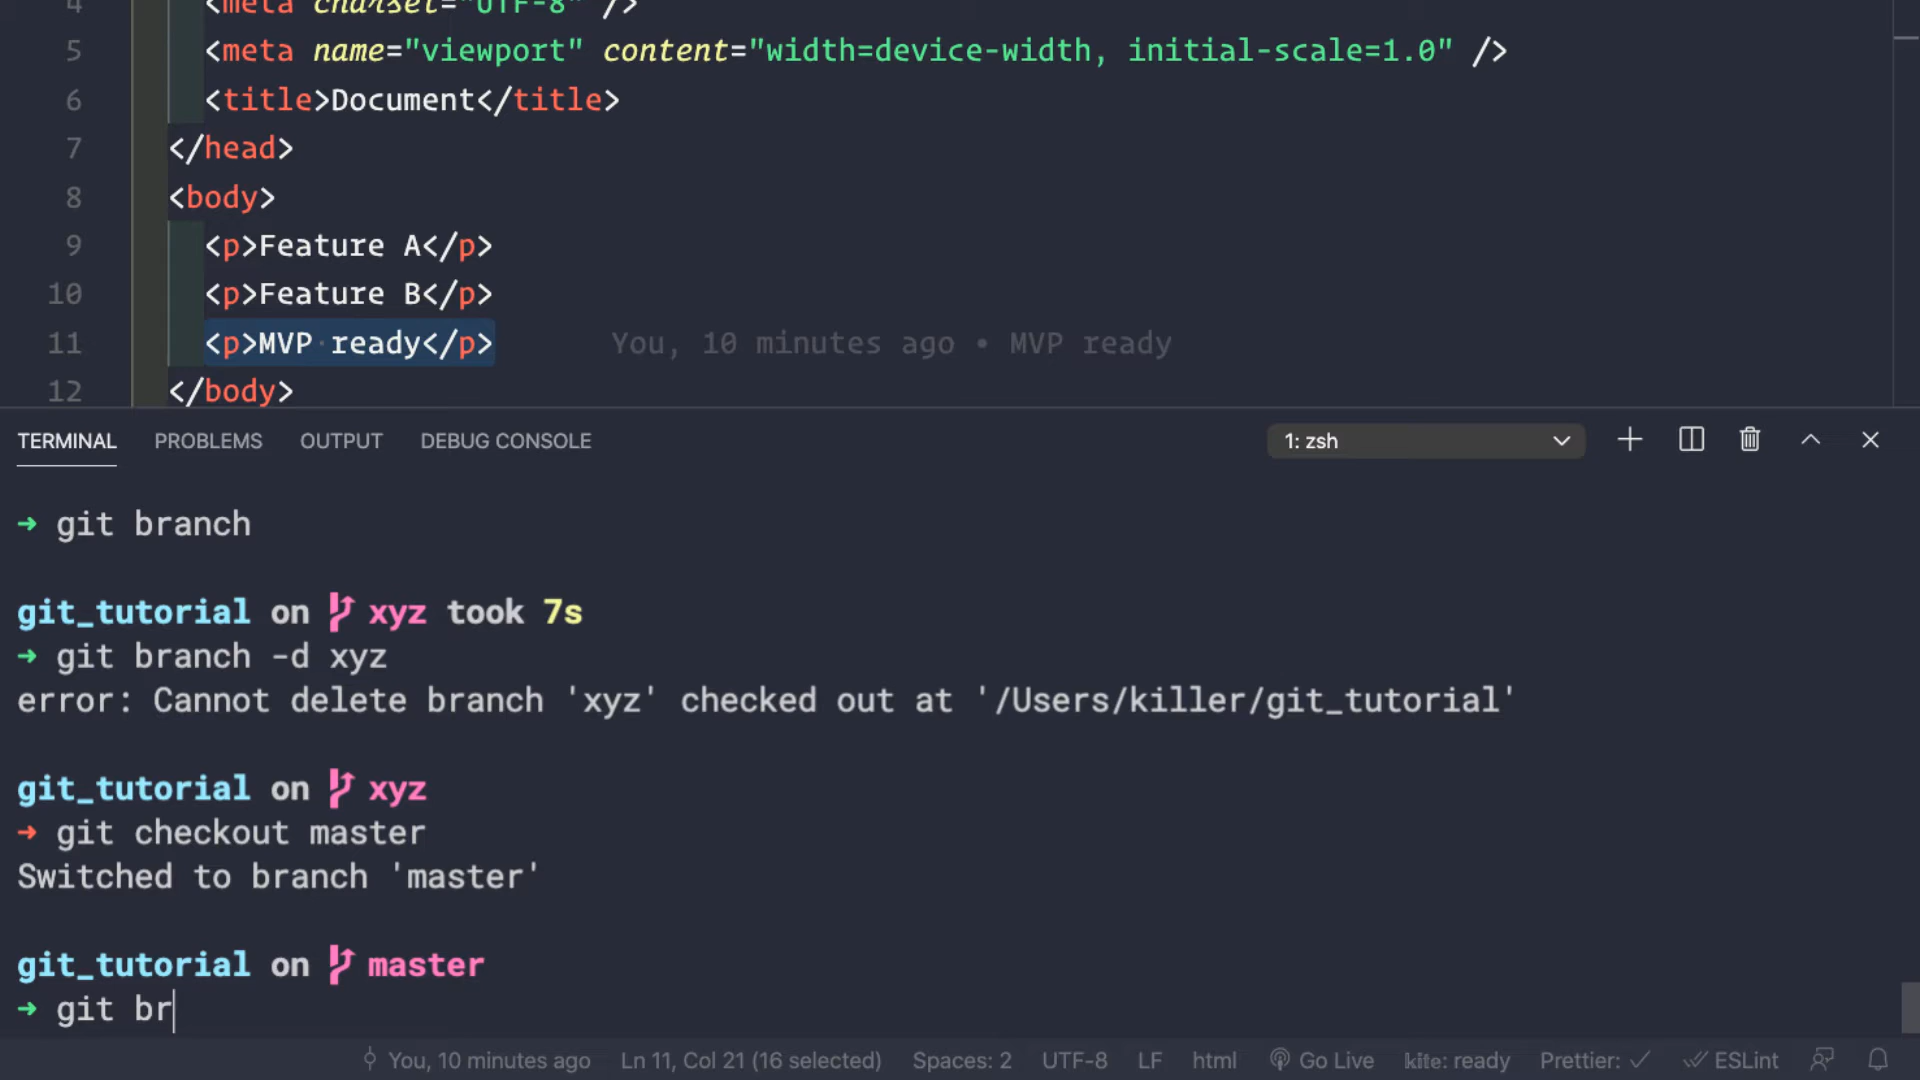 4 <meta charset="UTF-8" />
5 <meta name="viewport" content="width=device-width, initial-scale=1.0" />
6 <title>Document</title>
7 </head>
8 <body>
9 <p>Feature A</p>
10 <p>Feature B</p>
11 <p>MVP ready</p> You, 10 minutes ago • MVP ready
12 </body>
TERMINAL PROBLEMS OUTPUT DEBUG CONSOLE 1: zsh
➜ git branch
git_tutorial on xyz took 7s
➜ git branch -d xyz
error: Cannot delete branch 'xyz' checked out at '/Users/killer/git_tutorial'
git_tutorial on xyz
➜ git checkout master
Switched to branch 'master'
git_tutorial on master
➜ git br
You, 10 minutes ago Ln 11, Col 21 (16 selected) Spaces: 2 UTF-8 LF html Go Live kite: ready Prettier: ✓ ESLint